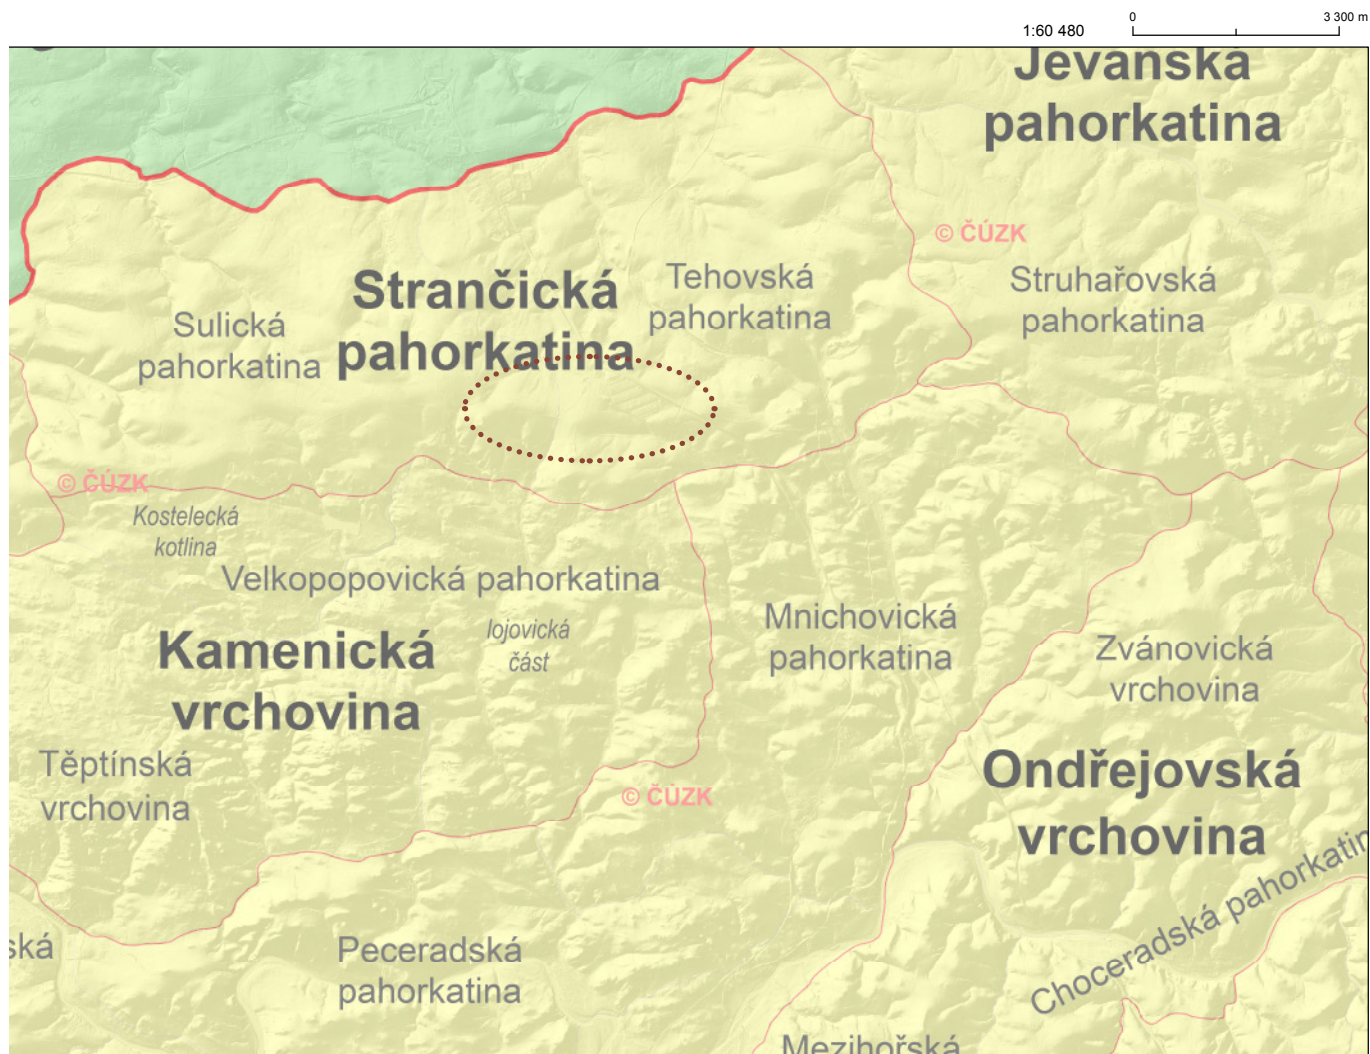 0
3 300 m
1:60 480
Jevanská
pahorkatina
© ČÚZK
Strančická
pahorkatina
Tehovská
pahorkatina
Struhařovská
pahorkatina
Sulická
pahorkatina
© ČÚZK
Kostelecká
kotlina
Velkopopovická pahorkatina
lojovická
část
Mnichovická
pahorkatina
Kamenická
vrchovina
Zvánovická
vrchovina
Těptínská
vrchovina
© ČÚZK
Ondřejovská
vrchovina
Choceradská pahorkatin
ská
Peceradská
pahorkatina
Mezihořská